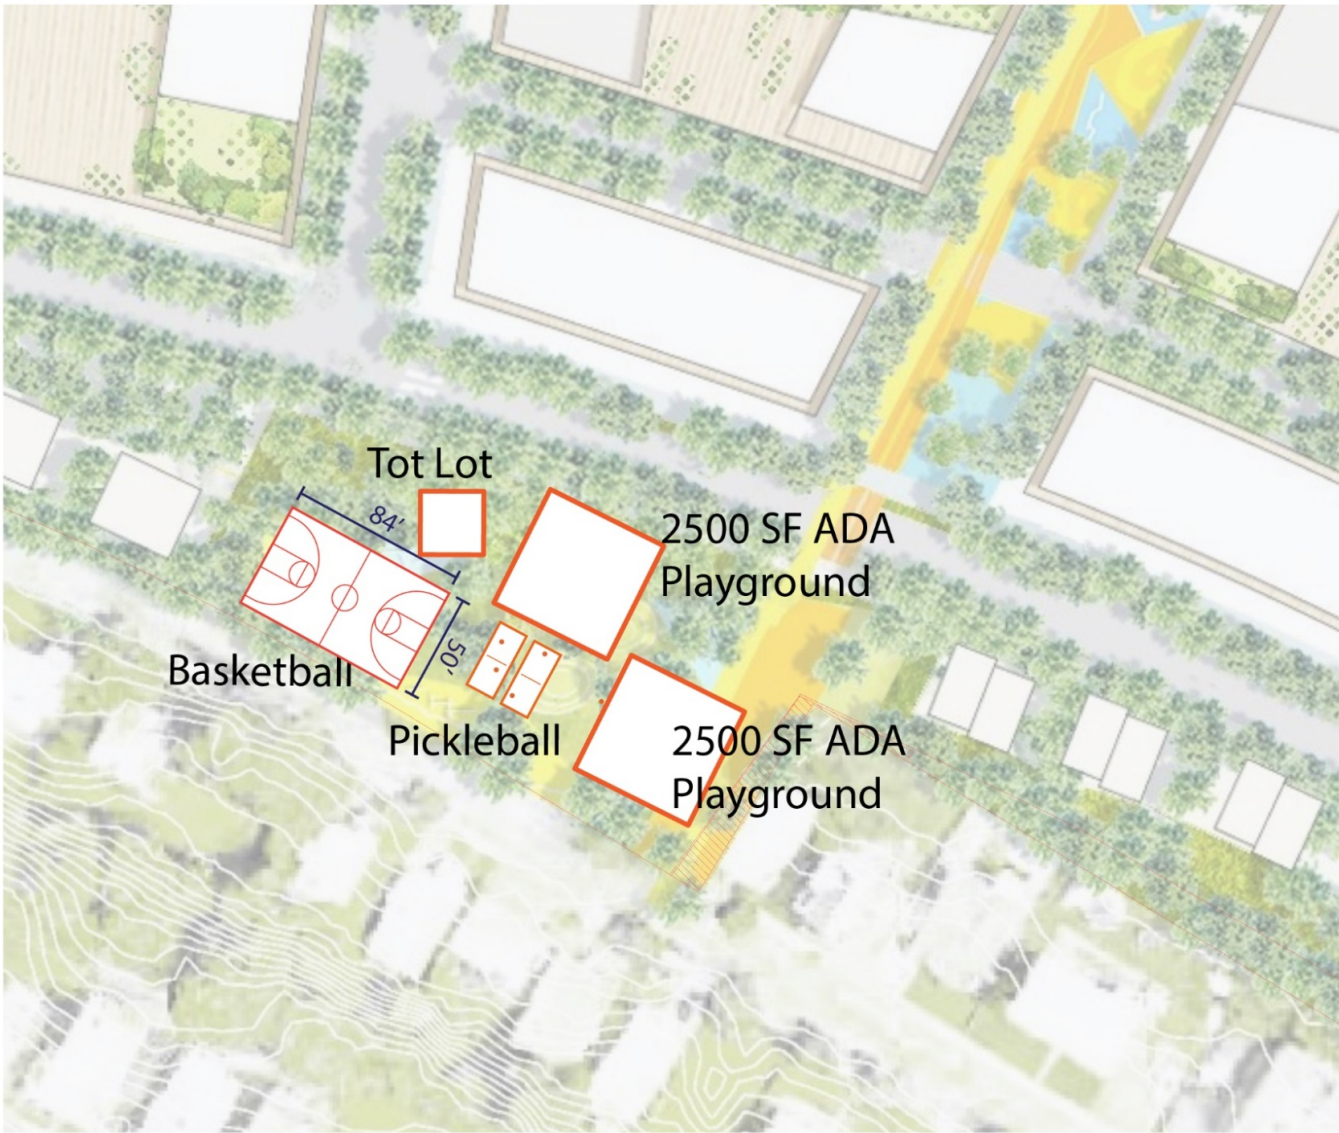 Tot Lot
84'
2500 SF ADA
Playground
50'
Basketball
Pickleball
2500 SF ADA
Playground